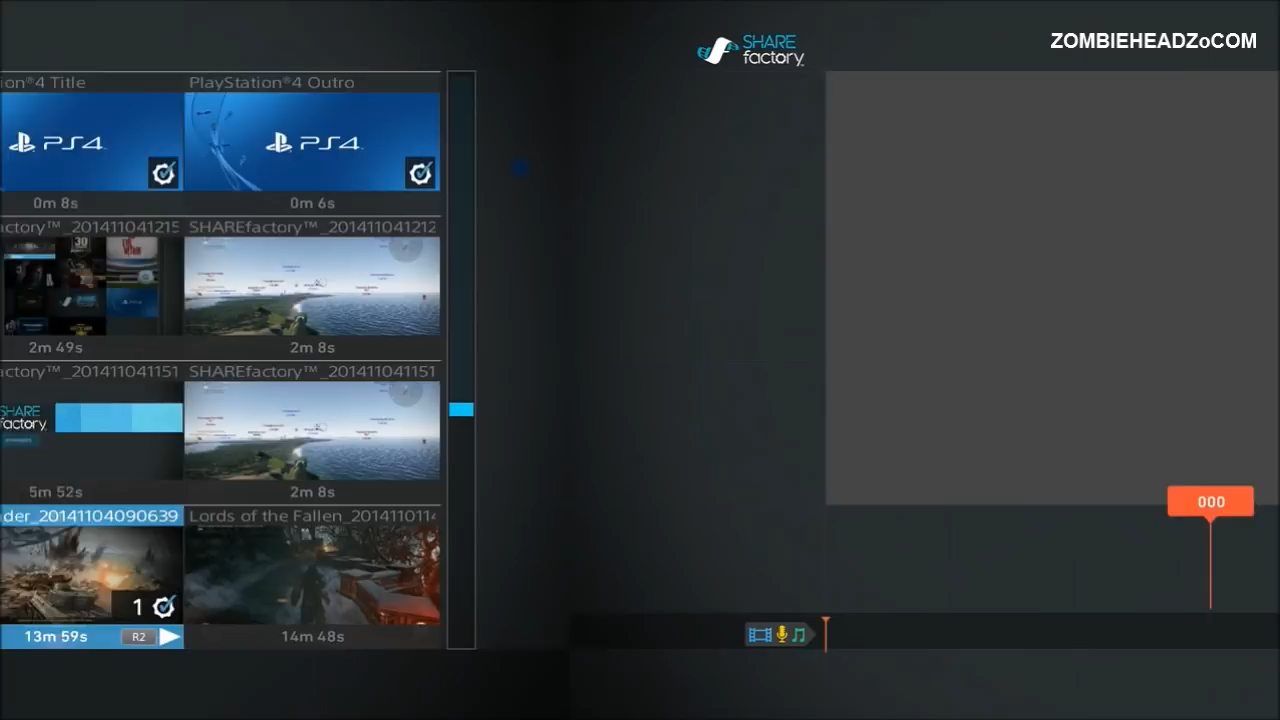 ZOMBIEHEADZoCOM
SHARE
factory™
ion®4 Title
PlayStation®4 Outro
PS4
PS4
0m 8s
0m 6s
actory™_201411041215
SHAREfactory™_201411041212
30
2m 49s
2m 8s
actory™_201411041151
SHAREfactory™_201411041151
SHARE
factory
5m 52s
2m 8s
der_20141104090639
Lords of the Fallen_2014110114
1
13m 59s
R2
14m 48s
000